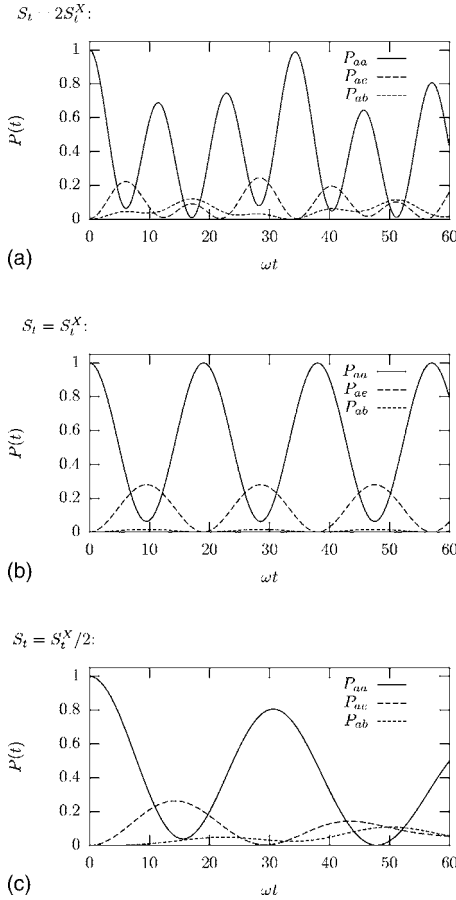 S_t = 2S_t^X:
P(t)
1
0.8
0.6
0.4
0.2
0
P_aa
P_ae
P_ab
0 10 20 30 40 50 60
(a)
ωt
S_t = S_t^X:
P(t)
1
0.8
0.6
0.4
0.2
0
P_aa
P_ae
P_ab
0 10 20 30 40 50 60
(b)
ωt
S_t = S_t^X/2:
P(t)
1
0.8
0.6
0.4
0.2
0
P_aa
P_ae
P_ab
0 10 20 30 40 50 60
(c)
ωt